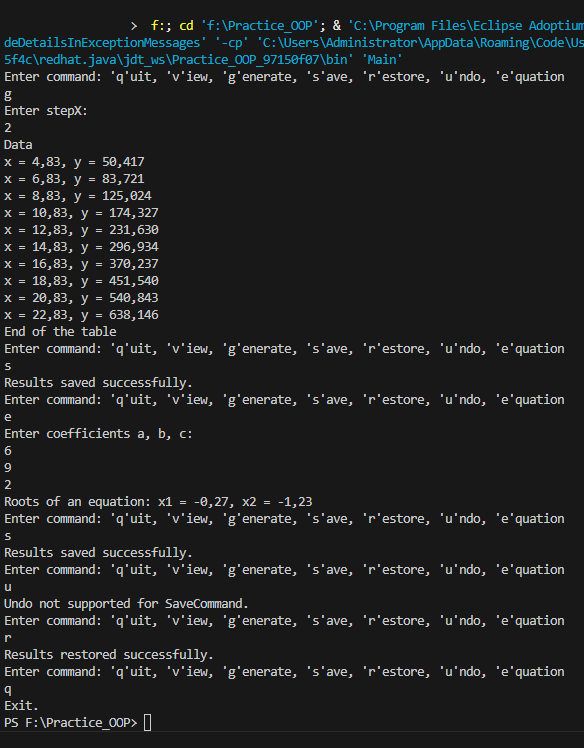 > f:; cd 'f:\Practice_OOP'; & 'C:\Program Files\Eclipse Adoptium
deDetailsInExceptionMessages' '-cp' 'C:\Users\Administrator\AppData\Roaming\Code\Us
5f4c\redhat.java\jdt_ws\Practice_OOP_97150f07\bin' 'Main'
Enter command: 'q'uit, 'v'iew, 'g'enerate, 's'ave, 'r'estore, 'u'ndo, 'e'quation
g
Enter stepX:
2
Data
x = 4,83, y = 50,417
x = 6,83, y = 83,721
x = 8,83, y = 125,024
x = 10,83, y = 174,327
x = 12,83, y = 231,630
x = 14,83, y = 296,934
x = 16,83, y = 370,237
x = 18,83, y = 451,540
x = 20,83, y = 540,843
x = 22,83, y = 638,146
End of the table
Enter command: 'q'uit, 'v'iew, 'g'enerate, 's'ave, 'r'estore, 'u'ndo, 'e'quation
s
Results saved successfully.
Enter command: 'q'uit, 'v'iew, 'g'enerate, 's'ave, 'r'estore, 'u'ndo, 'e'quation
e
Enter coefficients a, b, c:
6
9
2
Roots of an equation: x1 = -0,27, x2 = -1,23
Enter command: 'q'uit, 'v'iew, 'g'enerate, 's'ave, 'r'estore, 'u'ndo, 'e'quation
s
Results saved successfully.
Enter command: 'q'uit, 'v'iew, 'g'enerate, 's'ave, 'r'estore, 'u'ndo, 'e'quation
u
Undo not supported for SaveCommand.
Enter command: 'q'uit, 'v'iew, 'g'enerate, 's'ave, 'r'estore, 'u'ndo, 'e'quation
r
Results restored successfully.
Enter command: 'q'uit, 'v'iew, 'g'enerate, 's'ave, 'r'estore, 'u'ndo, 'e'quation
q
Exit.
PS F:\Practice_OOP>